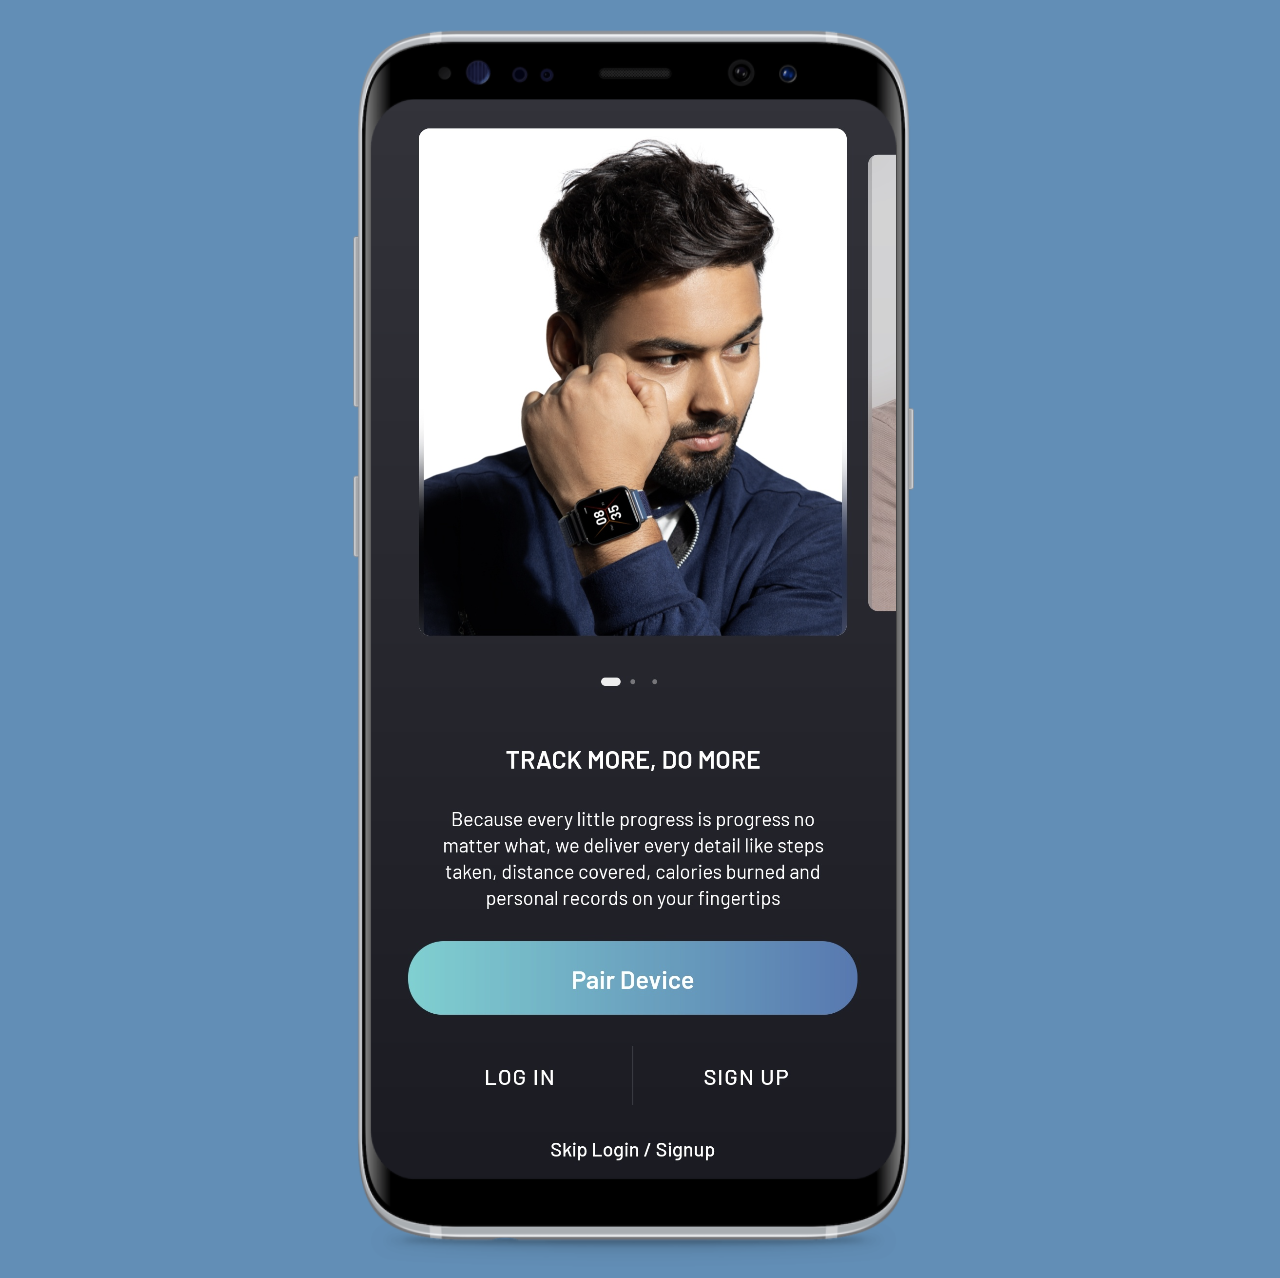 08
35
TRACK MORE, DO MORE
Because every little progress is progress no
matter what, we deliver every detail like steps
taken, distance covered, calories burned and
personal records on your fingertips
Pair Device
LOG IN
SIGN UP
Skip Login / Signup